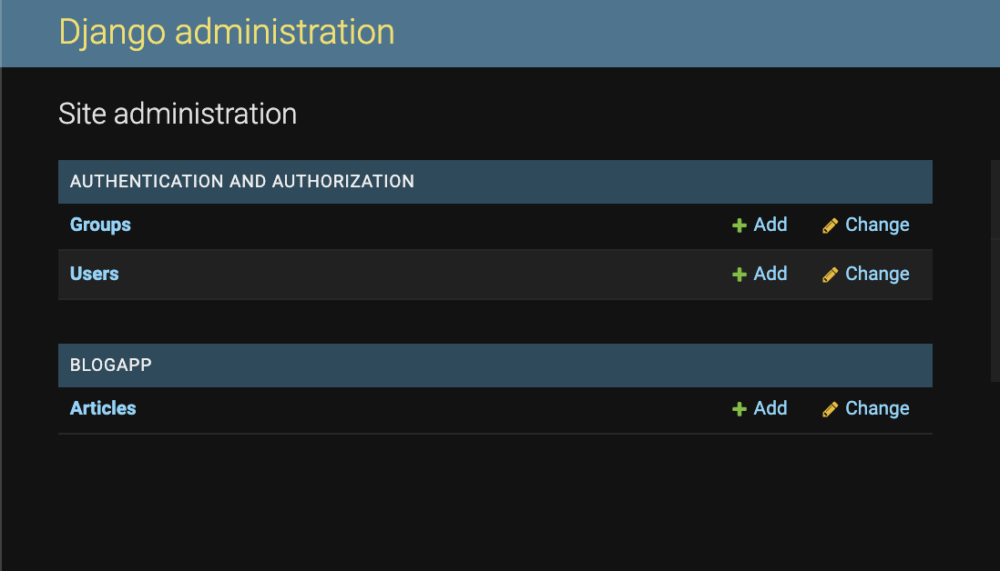 Django administration
Site administration
AUTHENTICATION AND AUTHORIZATION
Groups Add Change
Users Add Change
BLOGAPP
Articles Add Change